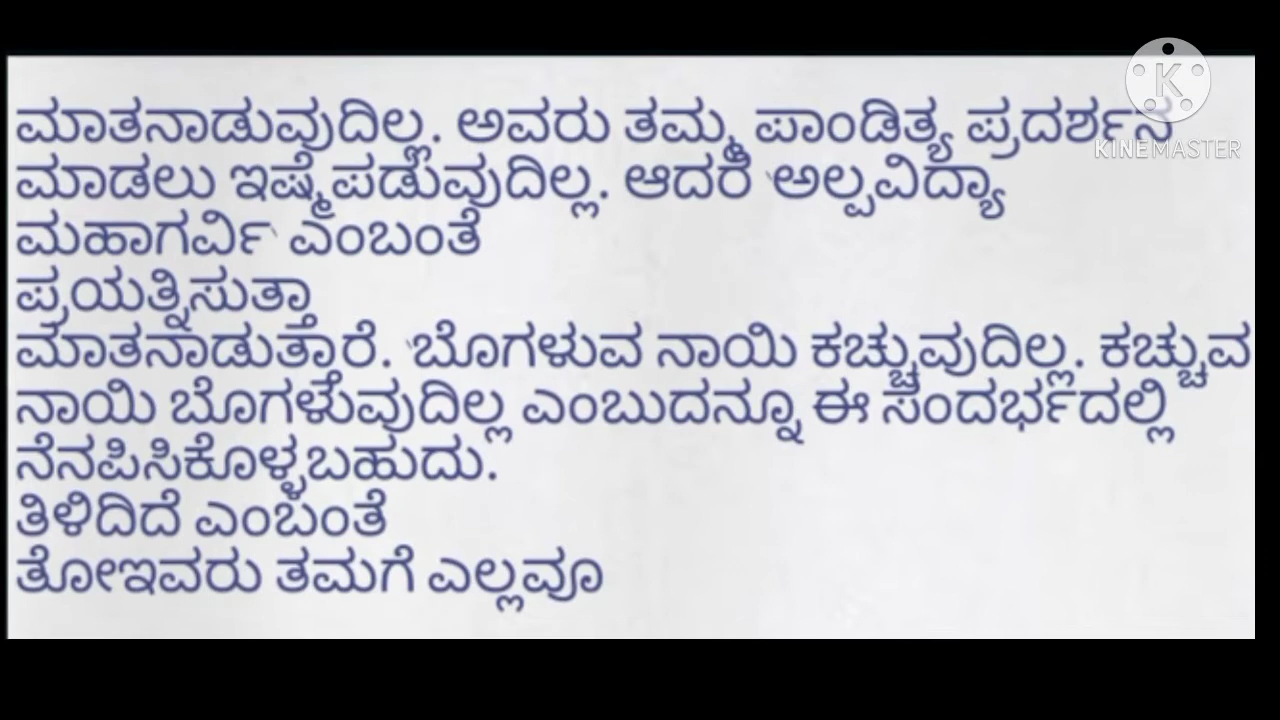 ಮಾತನಾಡುವುದಿಲ್ಲ. ಅವರು ತಮ್ಮ ಪಾಂಡಿತ್ಯ ಪ್ರದರ್ಶನ
ಮಾಡಲು ಇಷ್ಟೆಪಡುವುದಿಲ್ಲ. ಆದರೆ `ಅಲ್ಪವಿದ್ಯಾ
ಮಹಾಗರ್ವಿ` ಎಂಬಂತೆ
ಪ್ರಯತ್ನಿಸುತ್ತಾ
ಮಾತನಾಡುತ್ತಾರೆ. `ಬೊಗಳುವ ನಾಯಿ ಕಚ್ಚುವುದಿಲ್ಲ. ಕಚ್ಚುವ
ನಾಯಿ ಬೊಗಳುವುದಿಲ್ಲ ಎಂಬುದನ್ನೂ ಈ ಸಂದರ್ಭದಲ್ಲಿ
ನೆನಪಿಸಿಕೊಳ್ಳಬಹುದು.
ತಿಳಿದಿದೆ ಎಂಬಂತೆ
ತೋಇವರು ತಮಗೆ ಎಲ್ಲವೂ
K
KINEMASTER